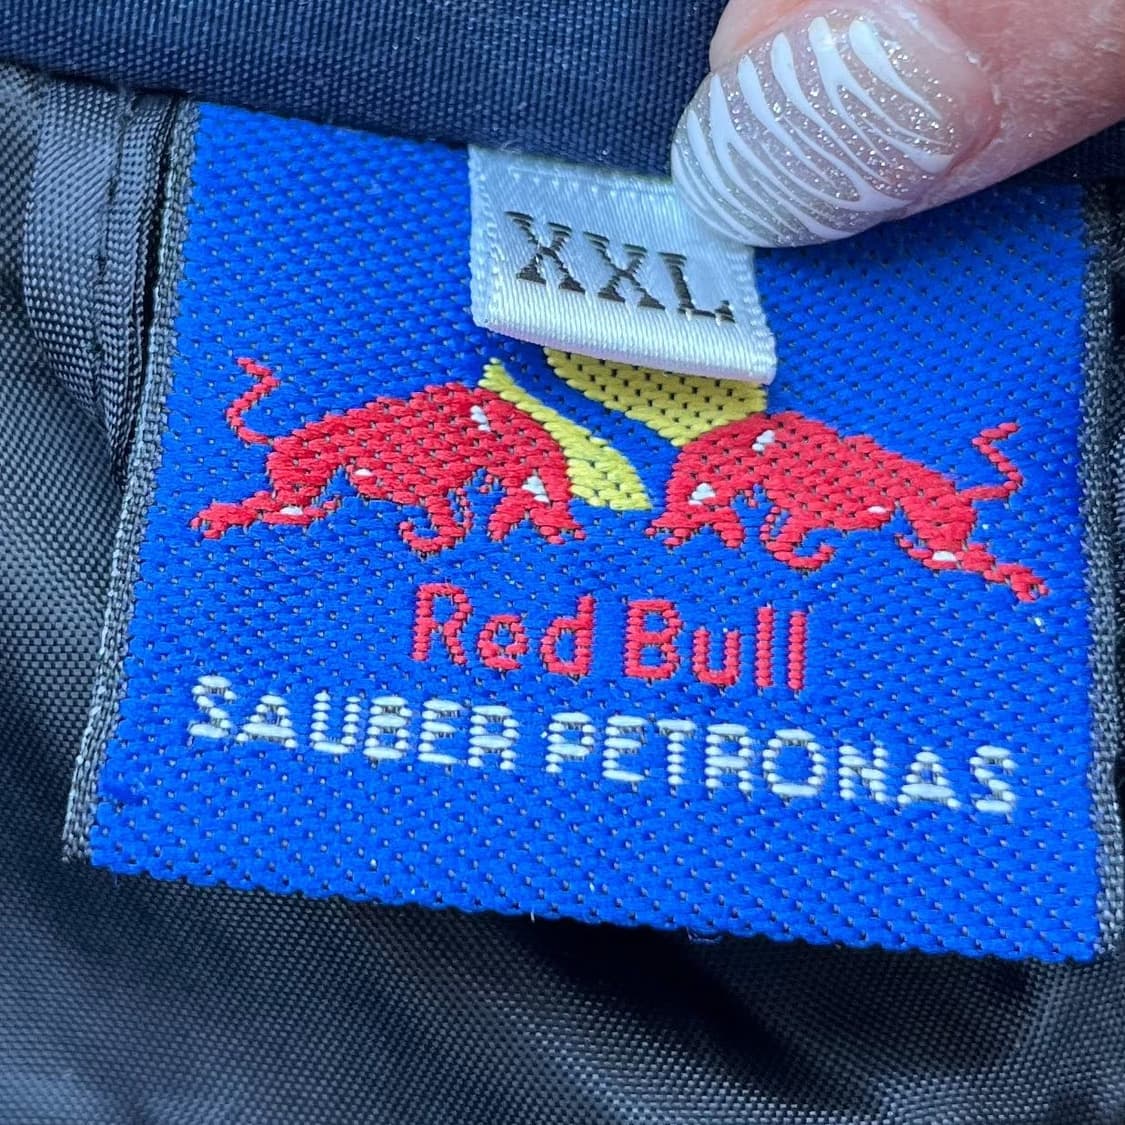 XXL
Red Bull
SAUBER PETRONAS